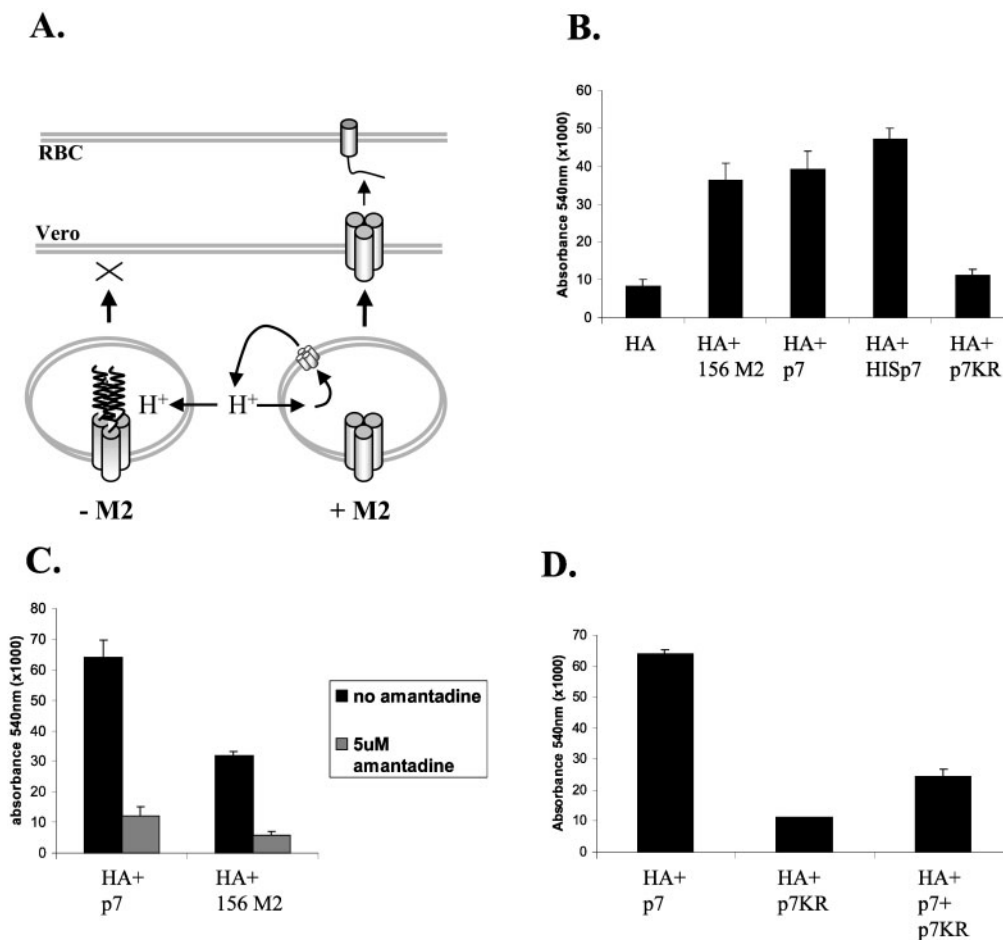 A.
RBC
Vero
H+
H+
- M2
+ M2
B.
Absorbance 540nm (x1000)
60
50
40
30
20
10
0
HA
HA+
156 M2
HA+
p7
HA+
HISp7
HA+
p7KR
C.
absorbance 540nm (x1000)
80
70
60
50
40
30
20
10
0
HA+
p7
HA+
156 M2
no amantadine
5uM
amantadine
D.
Absorbance 540nm (x1000)
70
60
50
40
30
20
10
0
HA+
p7
HA+
p7KR
HA+
p7+
p7KR